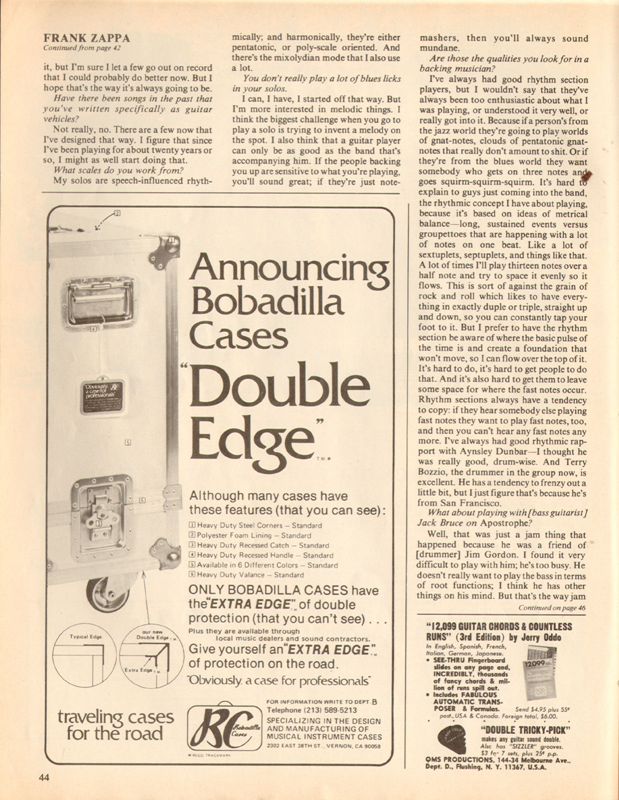 FRANK ZAPPA
Continued from page 42
it, but I'm sure I let a few go out on record
that I could probably do better now. But I
hope that's the way it's always going to be.
Have there been songs in the past that
you've written specifically as guitar
vehicles?
Not really, no. There are a few now that
I've designed that way. I figure that since
I've been playing for about twenty years or
so, I might as well start doing that.
What scales do you work from?
My solos are speech-influenced rhyth-
mically; and harmonically, they're either
pentatonic, or poly-scale oriented. And
there's the mixolydian mode that I also use
a lot.
You don't really play a lot of blues licks
in your solos.
I can, I have, I started off that way. But
I'm more interested in melodic things. I
think the biggest challenge when you go to
play a solo is trying to invent a melody on
the spot. I also think that a guitar player
can only be as good as the band that's
accompanying him. If the people backing
you up are sensitive to what you're playing,
you'll sound great; if they're just note-
mashers, then you'll always sound
mundane.
Are those the qualities you look for in a
backing musician?
I've always had good rhythm section
players, but I wouldn't say that they've
always been too enthusiastic about what I
was playing, or understood it very well, or
really got into it. Because if a person's from
the jazz world they're going to play worlds
of gnat-notes, clouds of pentatonic gnat-
notes that really don't amount to shit. Or if
they're from the blues world they want
somebody who gets on three notes and
goes squirm-squirm-squirm. It's hard to
explain to guys just coming into the band,
the rhythmic concept I have about playing,
because it's based on ideas of metrical
balance—long, sustained events versus
groupettoes that are happening with a lot
of notes on one beat. Like a lot of
sextuplets, septuplets, and things like that.
A lot of times I'll play thirteen notes over a
half note and try to space it evenly so it
flows. This is sort of against the grain of
rock and roll which likes to have every-
thing in exactly duple or triple, straight up
and down, so you can constantly tap your
foot to it. But I prefer to have the rhythm
section be aware of where the basic pulse of
the time is and create a foundation that
won't move, so I can flow over the top of it.
It's hard to do, it's hard to get people to do
that. And it's also hard to get them to leave
some space for where the fast notes occur.
Rhythm sections always have a tendency
to copy: if they hear somebody else playing
fast notes they want to play fast notes, too,
and then you can't hear any fast notes any
more. I've always had good rhythmic rap-
port with Aynsley Dunbar—I thought he
was really good, drum-wise. And Terry
Bozzio, the drummer in the group now, is
excellent. He has a tendency to frenzy out a
little bit, but I just figure that's because he's
from San Francisco.
What about playing with [bass guitarist]
Jack Bruce on Apostrophe?
Well, that was just a jam thing that
happened because he was a friend of
[drummer] Jim Gordon. I found it very
difficult to play with him; he's too busy. He
doesn't really want to play the bass in terms
of root functions; I think he has other
things on his mind. But that's the way jam
Continued on page 46
Announcing
Bobadilla
Cases
"Double
Edge".
T.M.
Although many cases have
these features (that you can see):
1 Heavy Duty Steel Corners – Standard
2 Polyester Foam Lining – Standard
3 Heavy Duty Recessed Catch – Standard
4 Heavy Duty Recessed Handle – Standard
5 Available in 6 Different Colors – Standard
6 Heavy Duty Valance – Standard
ONLY BOBADILLA CASES have
the "EXTRA EDGE" of double
protection (that you can't see) . . .
Plus they are available through
local music dealers and sound contractors.
Give yourself an "EXTRA EDGE"
of protection on the road.
"Obviously, a case for professionals"
Typical Edge
our new
Double Edge
Extra Edge
traveling cases
for the road
BC
Bobadilla
Cases
FOR INFORMATION WRITE TO DEPT. B
Telephone (213) 589-5213
SPECIALIZING IN THE DESIGN
AND MANUFACTURING OF
MUSICAL INSTRUMENT CASES
2302 EAST 38TH ST., VERNON, CA 90058
"12,099 GUITAR CHORDS & COUNTLESS
RUNS" (3rd Edition) by Jerry Oddo
In English, Spanish, French,
Italian, German, Japanese.
• SEE-THRU Fingerboard
slides on any page and,
INCREDIBLY, thousands
of fancy chords & mil-
lion of runs spill out.
• Includes FABULOUS
AUTOMATIC TRANS-
POSER & Formulas.
Send $4.95 plus 55¢
post., USA & Canada. Foreign total, $6.00.
"DOUBLE TRICKY-PICK"
makes any guitar sound double.
Also has "SIZZLER" grooves.
$3 for 7 sets, plus 25¢ p.p.
OMS PRODUCTIONS, 144-34 Melbourne Ave.,
Dept. D., Flushing, N. Y. 11367, U.S.A.
44